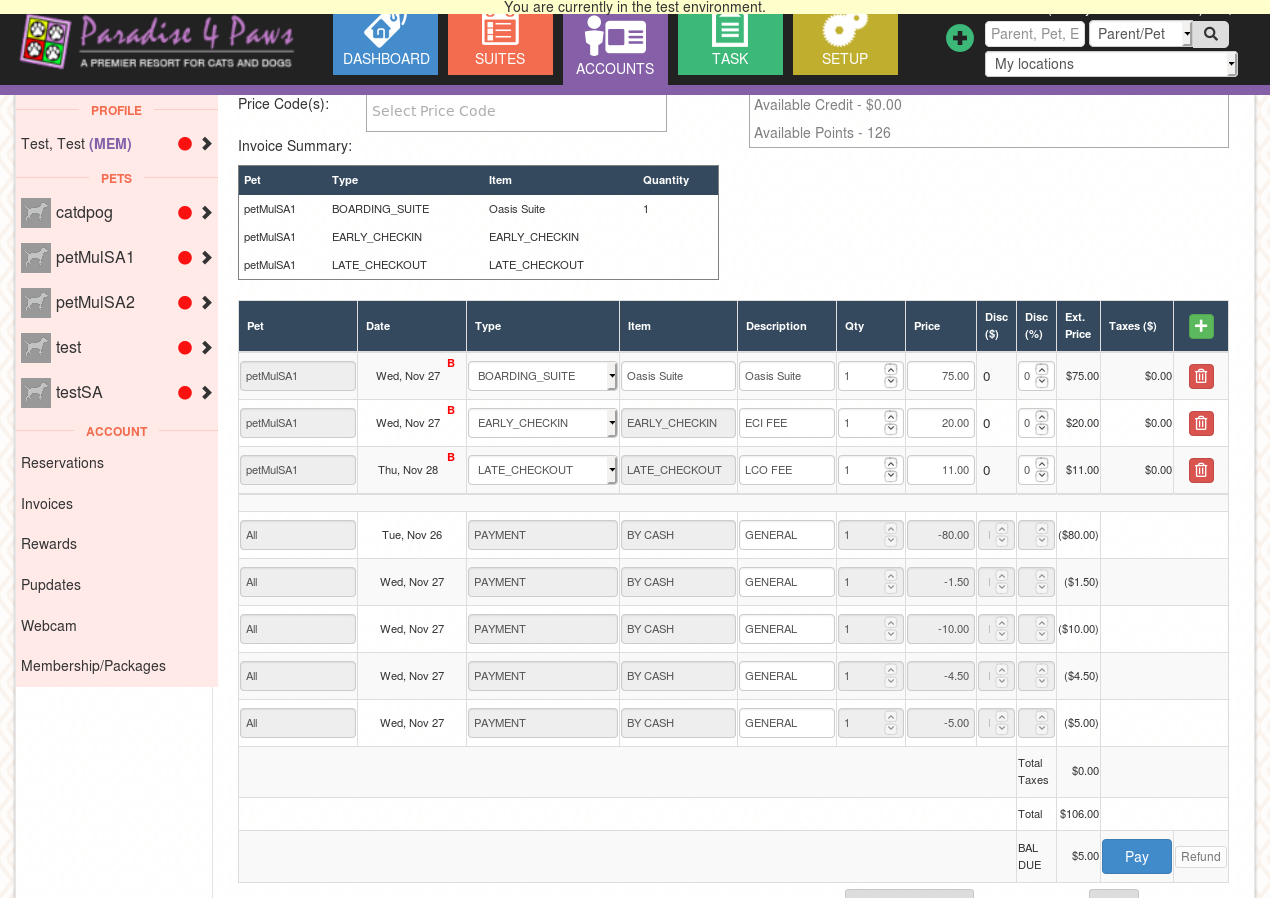 You are currently in the test environment.
Paradise 4 Paws
A PREMIER RESORT FOR CATS AND DOGS
DASHBOARD
SUITES
ACCOUNTS
TASK
SETUP
Parent, Pet, E
Parent/Pet
My locations
PROFILE
Test, Test (MEM)
PETS
catdpog
petMulSA1
petMulSA2
test
testSA
ACCOUNT
Reservations
Invoices
Rewards
Pupdates
Webcam
Membership/Packages
Price Code(s):
Select Price Code
Available Credit - $0.00
Available Points - 126
Invoice Summary:
Pet Type Item Quantity
petMulSA1 BOARDING_SUITE Oasis Suite 1
petMulSA1 EARLY_CHECKIN EARLY_CHECKIN
petMulSA1 LATE_CHECKOUT LATE_CHECKOUT
Pet Date Type Item Description Qty Price Disc ($) Disc (%) Ext. Price Taxes ($)
petMulSA1 Wed, Nov 27 B BOARDING_SUITE Oasis Suite Oasis Suite 1 75.00 0 0 $75.00 $0.00
petMulSA1 Wed, Nov 27 B EARLY_CHECKIN EARLY_CHECKIN ECI FEE 1 20.00 0 0 $20.00 $0.00
petMulSA1 Thu, Nov 28 B LATE_CHECKOUT LATE_CHECKOUT LCO FEE 1 11.00 0 0 $11.00 $0.00
All Tue, Nov 26 PAYMENT BY CASH GENERAL 1 -80.00 ($80.00)
All Wed, Nov 27 PAYMENT BY CASH GENERAL 1 -1.50 ($1.50)
All Wed, Nov 27 PAYMENT BY CASH GENERAL 1 -10.00 ($10.00)
All Wed, Nov 27 PAYMENT BY CASH GENERAL 1 -4.50 ($4.50)
All Wed, Nov 27 PAYMENT BY CASH GENERAL 1 -5.00 ($5.00)
Total Taxes $0.00
Total $106.00
BAL DUE $5.00 Pay Refund